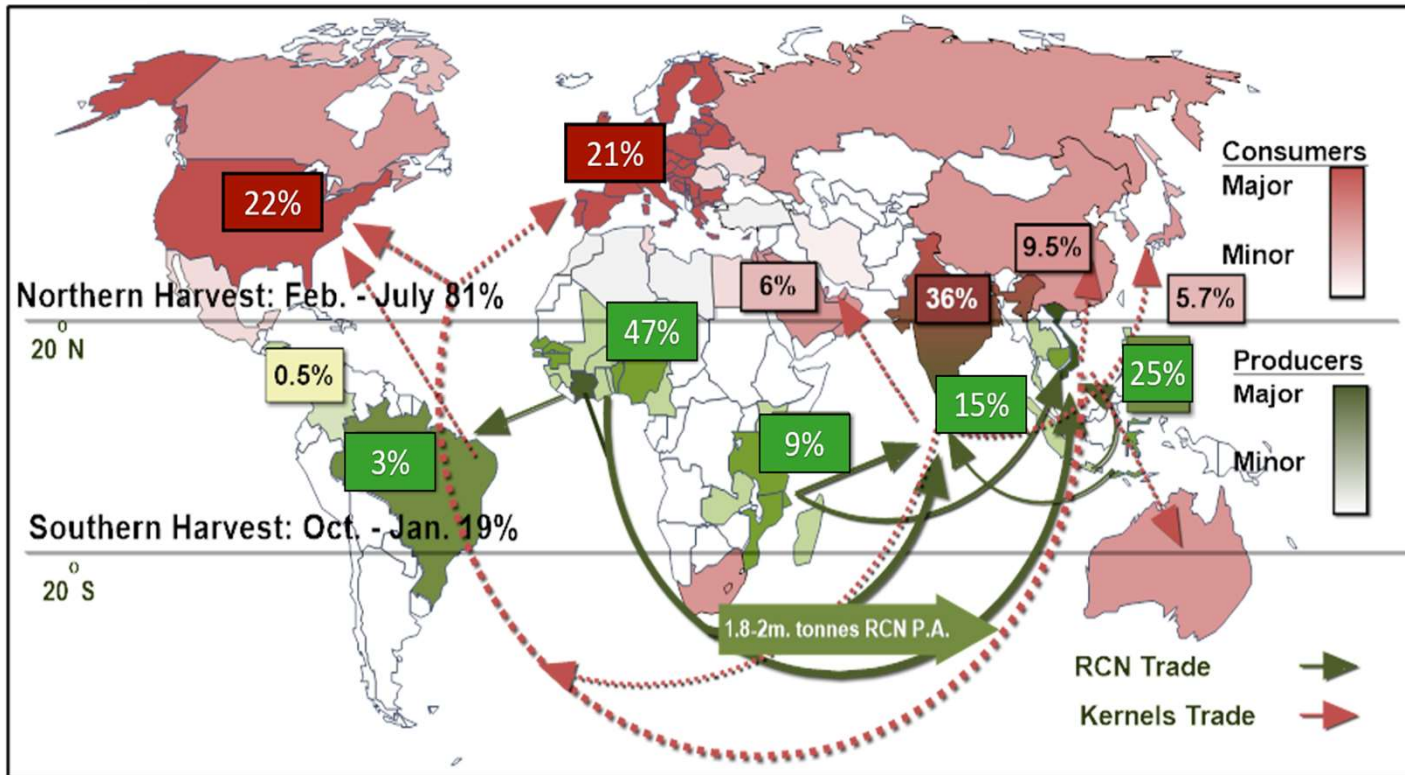 21%
22%
Consumers
Major
Minor
9.5%
6%
36%
5.7%
Northern Harvest: Feb. - July 81%
47%
20 N
o
0.5%
25%
15%
Producers
Major
Minor
3%
9%
Southern Harvest: Oct. - Jan. 19%
o
20 S
1.8-2m. tonnes RCN P.A.
RCN Trade
Kernels Trade